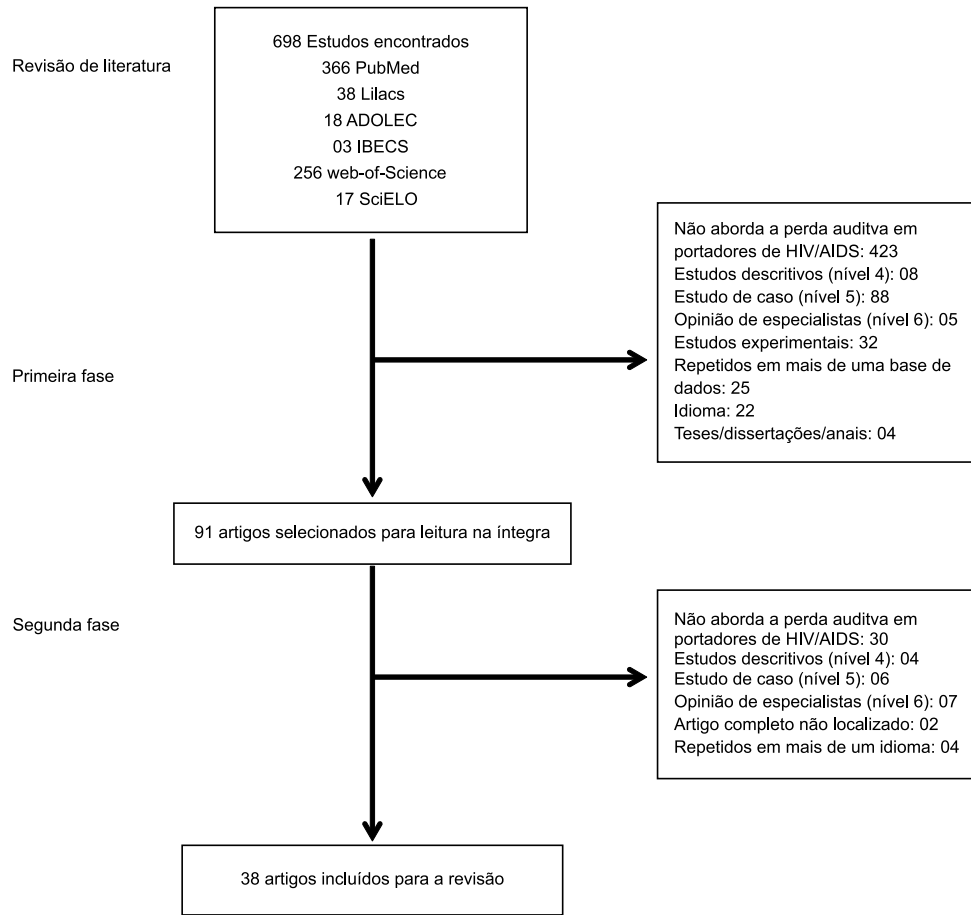 Revisão de literatura
698 Estudos encontrados
366 PubMed
38 Lilacs
18 ADOLEC
03 IBECS
256 web-of-Science
17 SciELO
Primeira fase
Não aborda a perda auditva em
portadores de HIV/AIDS: 423
Estudos descritivos (nível 4): 08
Estudo de caso (nível 5): 88
Opinião de especialistas (nível 6): 05
Estudos experimentais: 32
Repetidos em mais de uma base de
dados: 25
Idioma: 22
Teses/dissertações/anais: 04
91 artigos selecionados para leitura na íntegra
Segunda fase
Não aborda a perda auditva em
portadores de HIV/AIDS: 30
Estudos descritivos (nível 4): 04
Estudo de caso (nível 5): 06
Opinião de especialistas (nível 6): 07
Artigo completo não localizado: 02
Repetidos em mais de um idioma: 04
38 artigos incluídos para a revisão